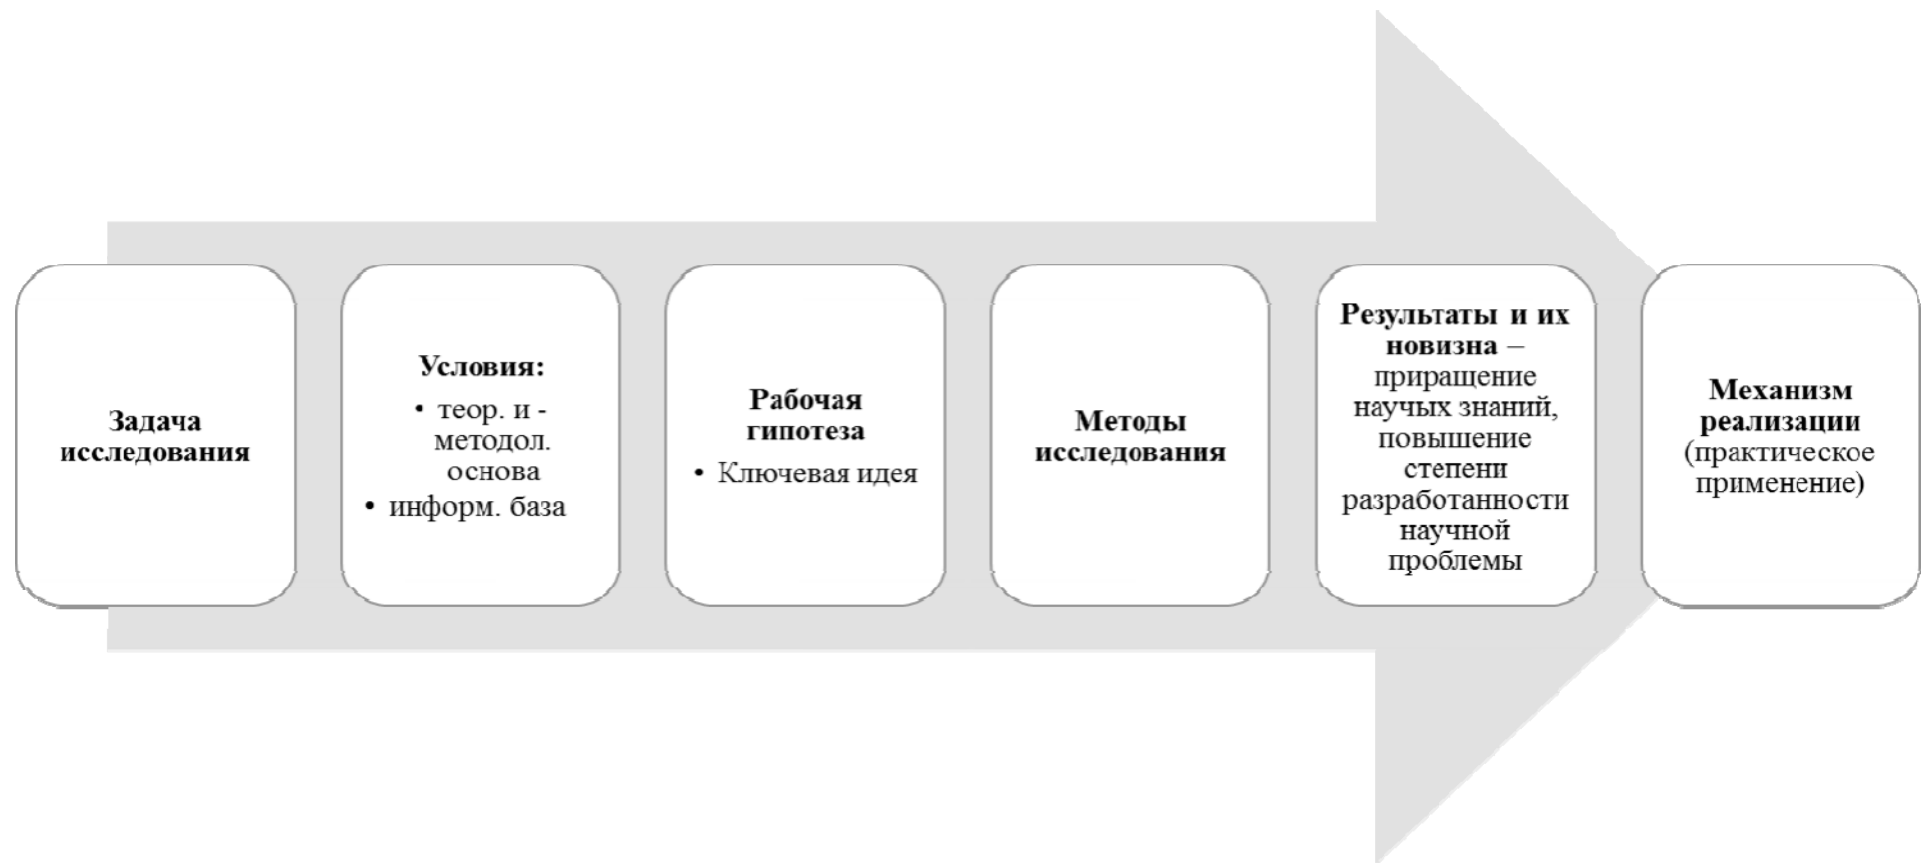 Задача
исследования
Условия:
• теор. и -
методол.
основа
• информ. база
Рабочая
гипотеза
• Ключевая идея
Методы
исследования
Результаты и их
новизна –
приращение
научых знаний,
повышение
степени
разработанности
научной
проблемы
Механизм
реализации
(практическое
применение)